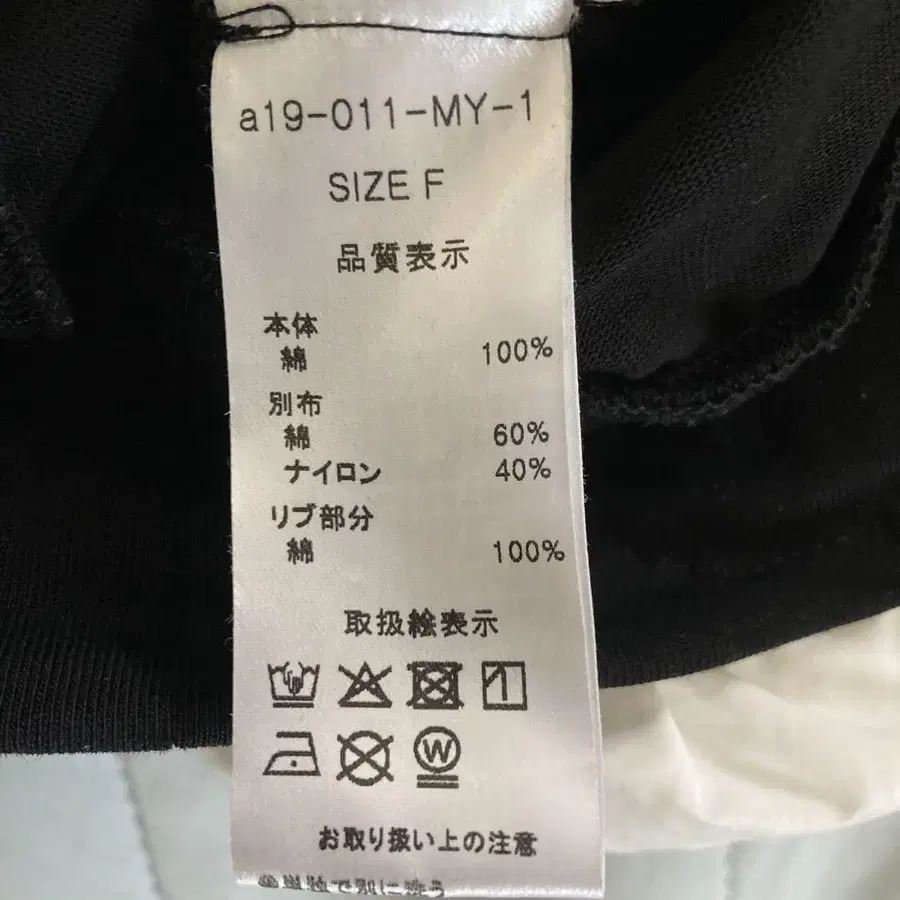 a19-011-MY-1
SIZE F
品質表示
本体
綿 100%
別布
綿 60%
ナイロン 40%
リブ部分
綿 100%
取扱絵表示
W
お取り扱い上の注意